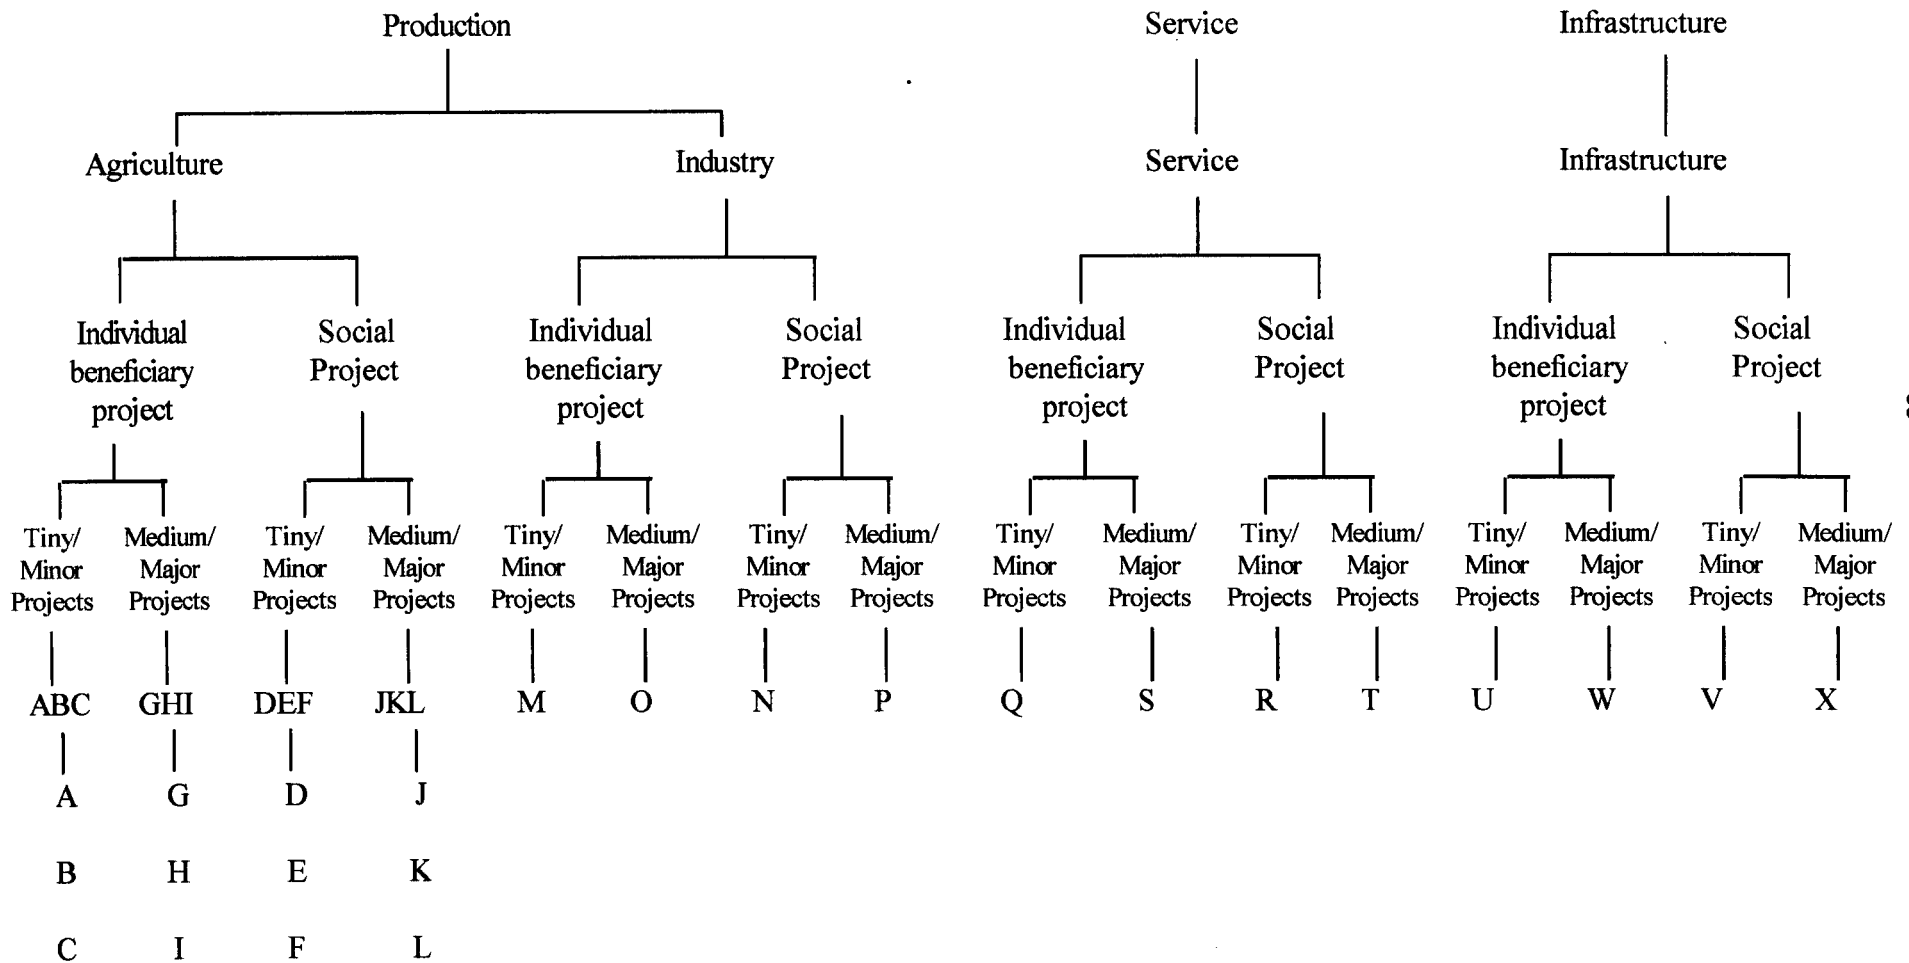 Production
Service
Infrastructure
Agriculture
Industry
Service
Infrastructure
Individual
beneficiary
project
Social
Project
Individual
beneficiary
project
Social
Project
Individual
beneficiary
project
Social
Project
Individual
beneficiary
project
Social
Project
Tiny/
Minor
Projects
Medium/
Major
Projects
Tiny/
Minor
Projects
Medium/
Major
Projects
Tiny/
Minor
Projects
Medium/
Major
Projects
Tiny/
Minor
Projects
Medium/
Major
Projects
Tiny/
Minor
Projects
Medium/
Major
Projects
Tiny/
Minor
Projects
Medium/
Major
Projects
Tiny/
Minor
Projects
Medium/
Major
Projects
Tiny/
Minor
Projects
Medium/
Major
Projects
ABC
GHI
DEF
JKL
M
O
N
P
Q
S
R
T
U
W
V
X
A
G
D
J
B
H
E
K
C
I
F
L